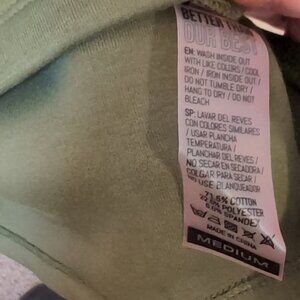 BETTER
OUR BEST
EN: WASH INSIDE OUT
WITH LIKE COLORS / COOL
IRON / IRON INSIDE OUT /
DO NOT TUMBLE DRY /
HANG TO DRY / DO NOT
BLEACH
SP: LAVAR DEL REVES
CON COLORES SIMILARES
/ USAR PLANCHA
TEMPERATURA /
PLANCHAR DEL REVES /
NO SECAR EN SECADORA /
COLGAR PARA SECAR /
NO USE BLANQUEADOR
71.5% COTTON
POLYESTER
SPANDEX
MADE IN CHINA
MEDIUM